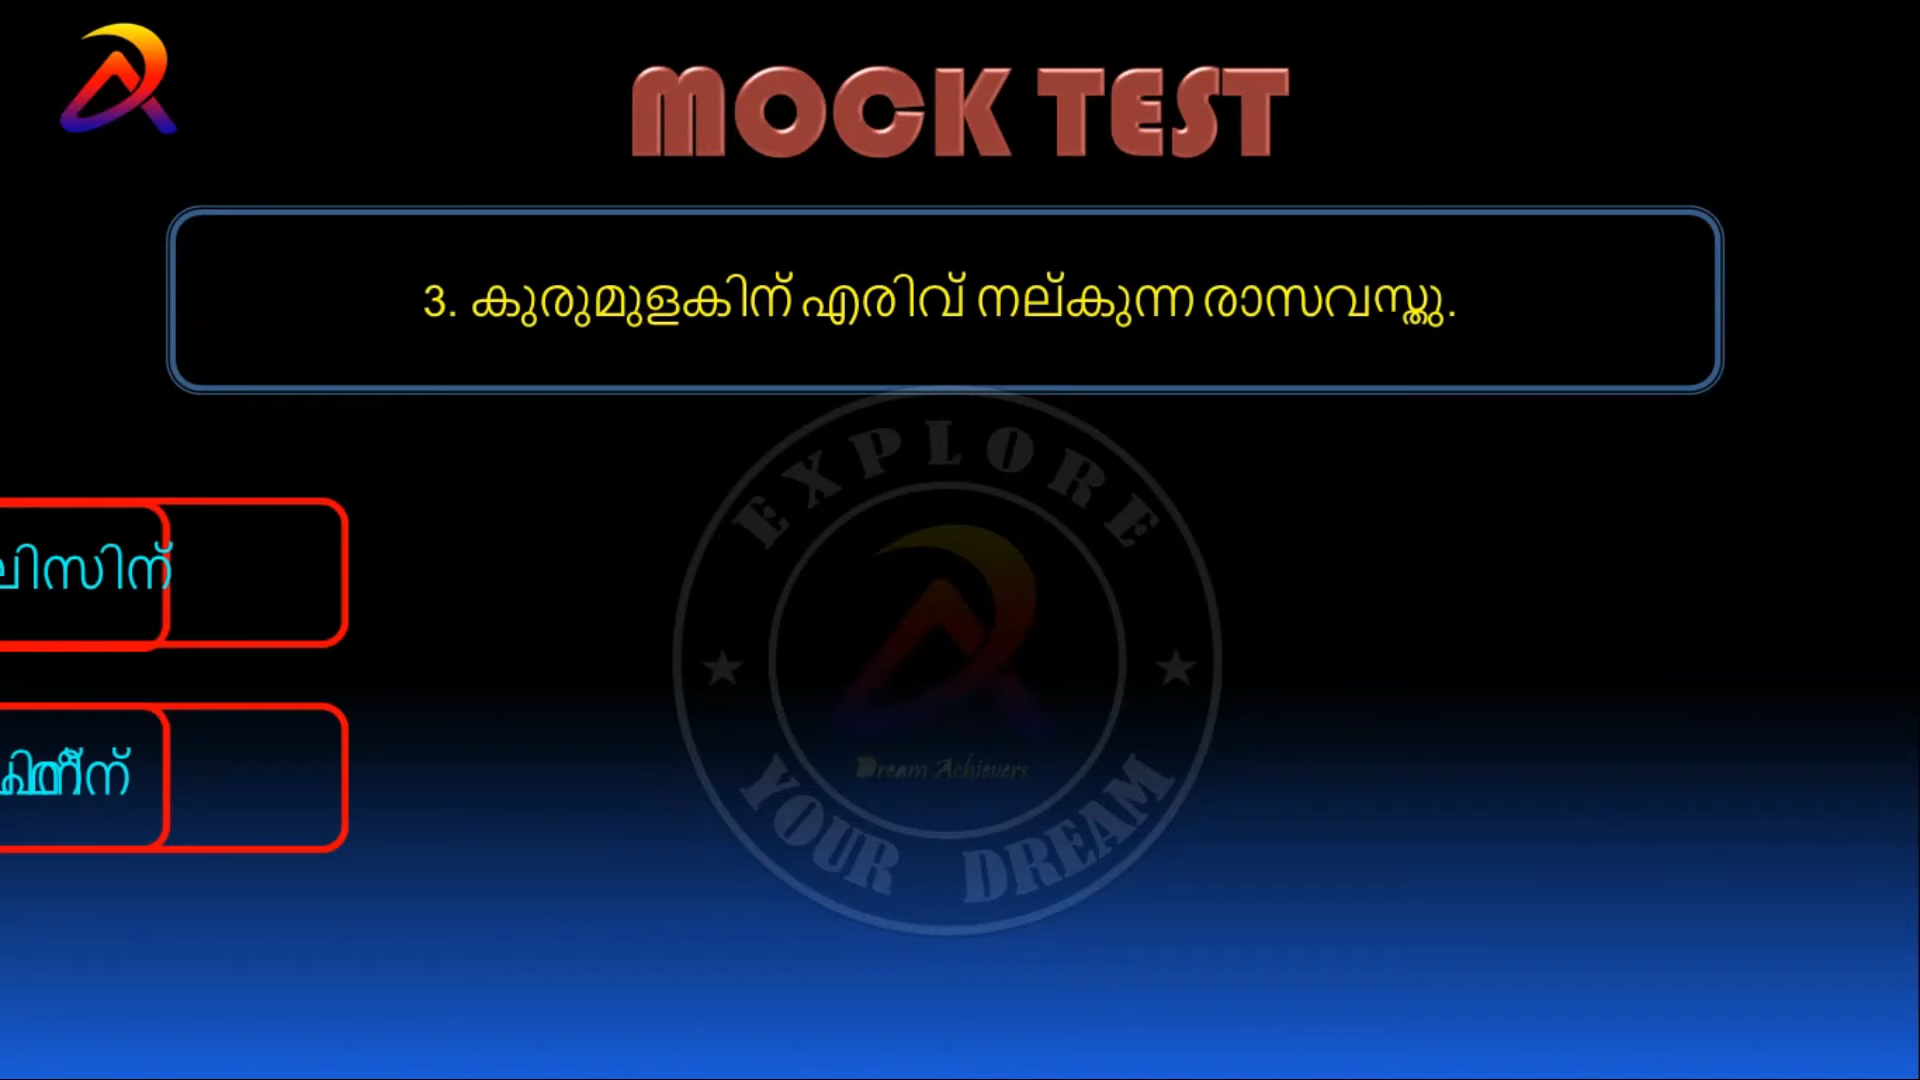 MOCK TEST
3. കുരുമുളകിന് എരിവ് നല്കുന്ന രാസവസ്തു.
ലിസിന്
EXPLORE
Dream Achievers
YOUR DREAM